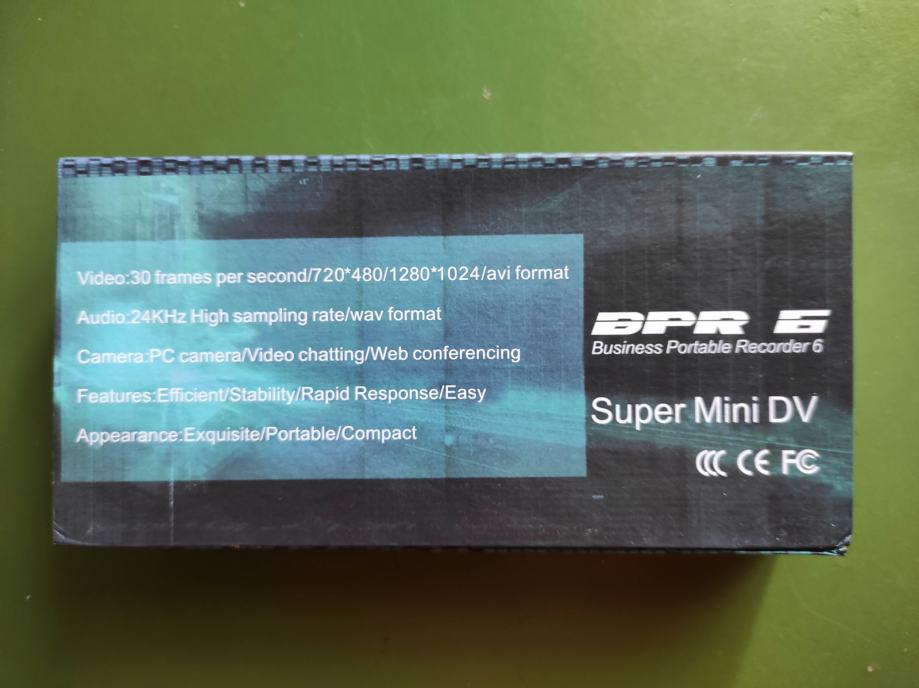 Video:30 frames per second/720*480/1280*1024/avi format
Audio:24KHz High sampling rate/wav format
Camera:PC camera/Video chatting/Web conferencing
Features:Efficient/Stability/Rapid Response/Easy
Appearance:Exquisite/Portable/Compact
BPR 6
Business Portable Recorder 6
Super Mini DV
CCC CE FC